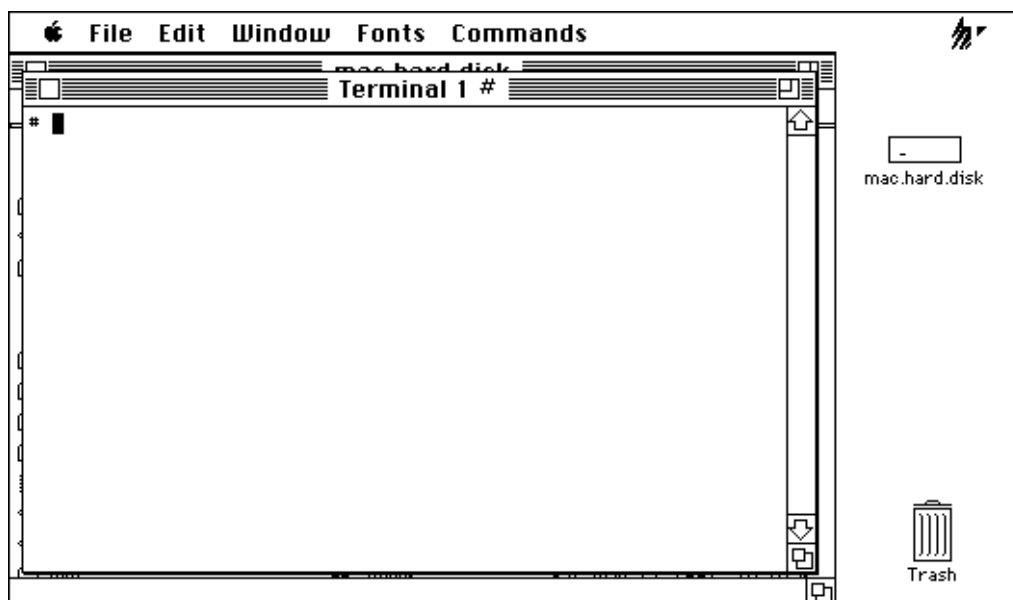 File Edit Window Fonts Commands
mac.hard.disk
Terminal 1 #
#
mac.hard.disk
Trash